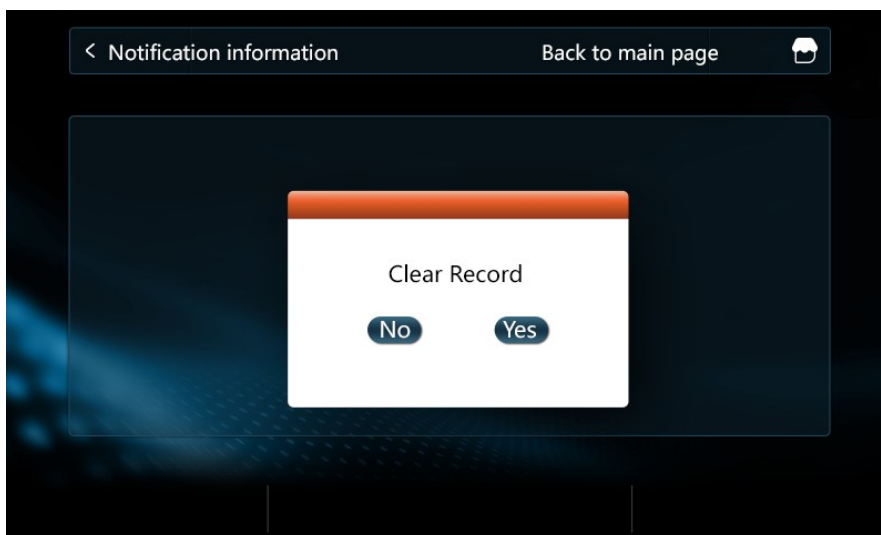 < Notification information Back to main page
Clear Record
No Yes